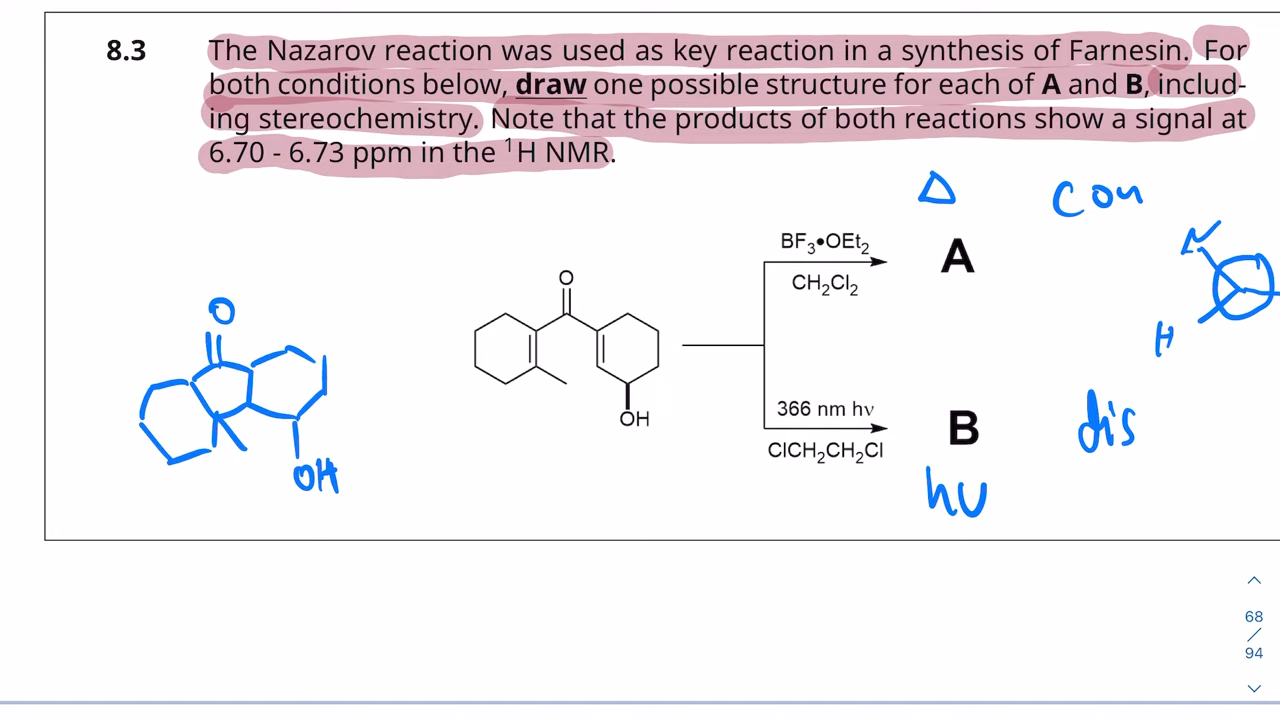 8.3 The Nazarov reaction was used as key reaction in a synthesis of Farnesin. For
both conditions below, draw one possible structure for each of A and B, includ-
ing stereochemistry. Note that the products of both reactions show a signal at
6.70 - 6.73 ppm in the ¹H NMR.
Δ con
BF₃•OEt₂
A
CH₂Cl₂
O
O
H
OH
366 nm hν
B
dis
ClCH₂CH₂Cl
OH
hν
68
/
94